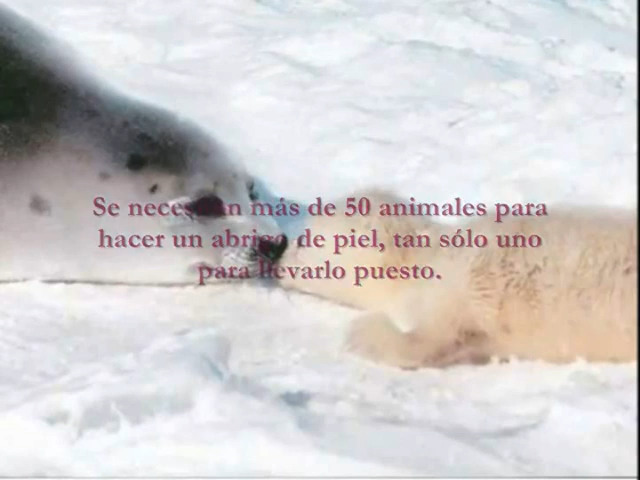 Se necesitan más de 50 animales para
hacer un abrigo de piel, tan sólo uno
para llevarlo puesto.